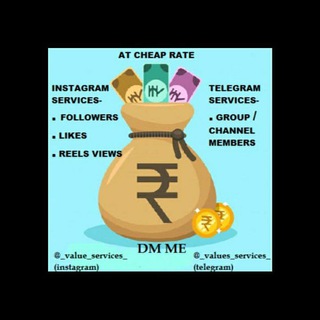 AT CHEAP RATE
INSTAGRAM
SERVICES-
. FOLLOWERS
. LIKES
. REELS VIEWS
TELEGRAM
SERVICES-
. GROUP /
CHANNEL
MEMBERS
₹
DM ME
@_value_services_
(instagram)
@_values_services_
(telegram)